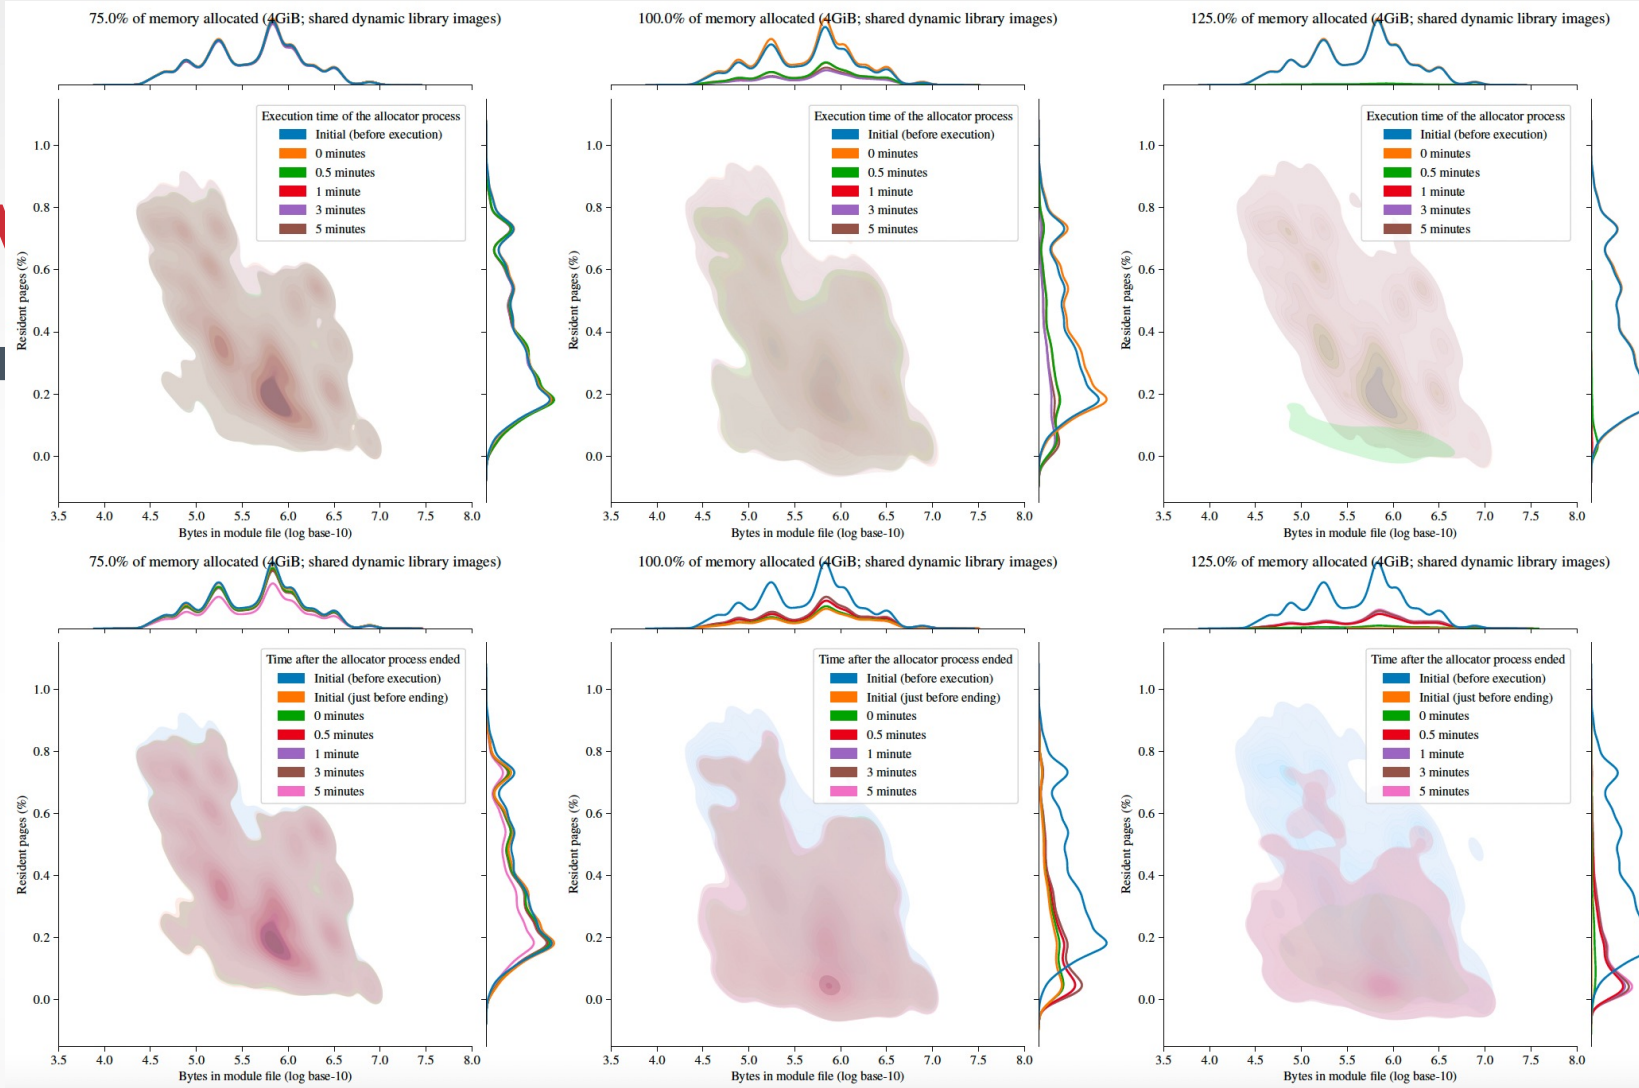 75.0% of memory allocated (4GiB; shared dynamic library images)
Execution time of the allocator process
Initial (before execution)
0 minutes
0.5 minutes
1 minute
3 minutes
5 minutes
Resident pages (%)
1.0
0.8
0.6
0.4
0.2
0.0
3.5 4.0 4.5 5.0 5.5 6.0 6.5 7.0 7.5 8.0
Bytes in module file (log base-10)
100.0% of memory allocated (4GiB; shared dynamic library images)
Execution time of the allocator process
Initial (before execution)
0 minutes
0.5 minutes
1 minute
3 minutes
5 minutes
Resident pages (%)
1.0
0.8
0.6
0.4
0.2
0.0
3.5 4.0 4.5 5.0 5.5 6.0 6.5 7.0 7.5 8.0
Bytes in module file (log base-10)
125.0% of memory allocated (4GiB; shared dynamic library images)
Execution time of the allocator process
Initial (before execution)
0 minutes
0.5 minutes
1 minute
3 minutes
5 minutes
Resident pages (%)
1.0
0.8
0.6
0.4
0.2
0.0
3.5 4.0 4.5 5.0 5.5 6.0 6.5 7.0 7.5 8.0
Bytes in module file (log base-10)
75.0% of memory allocated (4GiB; shared dynamic library images)
Time after the allocator process ended
Initial (before execution)
Initial (just before ending)
0 minutes
0.5 minutes
1 minute
3 minutes
5 minutes
Resident pages (%)
1.0
0.8
0.6
0.4
0.2
0.0
3.5 4.0 4.5 5.0 5.5 6.0 6.5 7.0 7.5 8.0
Bytes in module file (log base-10)
100.0% of memory allocated (4GiB; shared dynamic library images)
Time after the allocator process ended
Initial (before execution)
Initial (just before ending)
0 minutes
0.5 minutes
1 minute
3 minutes
5 minutes
Resident pages (%)
1.0
0.8
0.6
0.4
0.2
0.0
3.5 4.0 4.5 5.0 5.5 6.0 6.5 7.0 7.5 8.0
Bytes in module file (log base-10)
125.0% of memory allocated (4GiB; shared dynamic library images)
Time after the allocator process ended
Initial (before execution)
Initial (just before ending)
0 minutes
0.5 minutes
1 minute
3 minutes
5 minutes
Resident pages (%)
1.0
0.8
0.6
0.4
0.2
0.0
3.5 4.0 4.5 5.0 5.5 6.0 6.5 7.0 7.5 8.0
Bytes in module file (log base-10)